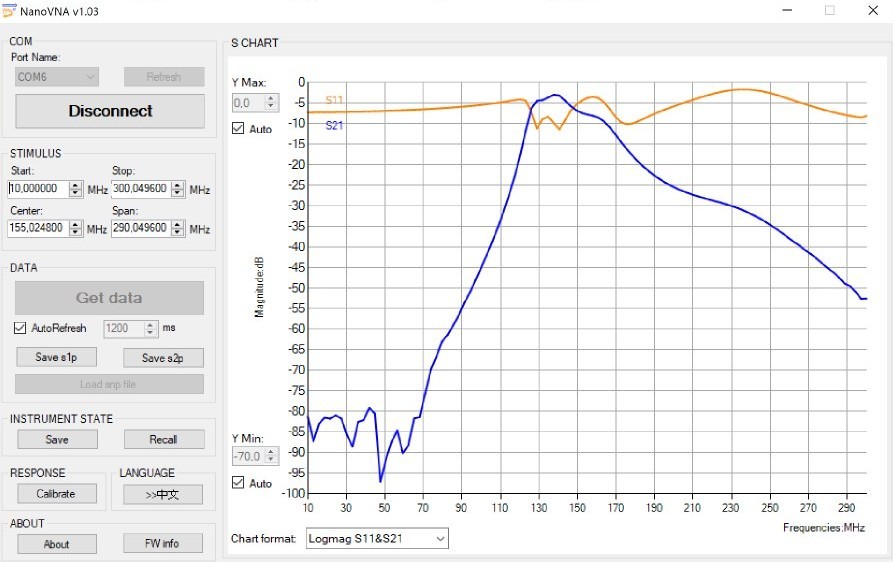 NanoVNA v1.03
COM
Port Name:
COM6
Refresh
Disconnect
STIMULUS
Start:
Stop:
10,000000 MHz 300,049600 MHz
Center:
Span:
155,024800 MHz 290,049600 MHz
DATA
Get data
AutoRefresh 1200 ms
Save s1p
Save s2p
Load snp file
INSTRUMENT STATE
Save
Recall
RESPONSE
Calibrate
LANGUAGE
>>中文
ABOUT
About
FW info
S CHART
Y Max:
0,0
Auto
Y Min:
-70,0
Auto
Magnitude:dB
0
-5
-10
-15
-20
-25
-30
-35
-40
-45
-50
-55
-60
-65
-70
-75
-80
-85
-90
-95
-100
S11
S21
10 30 50 70 90 110 130 150 170 190 210 230 250 270 290
Frequencies:MHz
Chart format: Logmag S11&S21